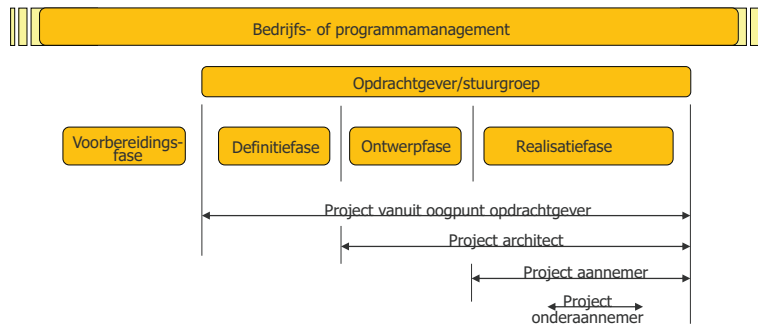 Bedrijfs- of programmamanagement
Opdrachtgever/stuurgroep
Voorbereidings-
fase
Definitiefase
Ontwerpfase
Realisatiefase
Project vanuit oogpunt opdrachtgever
Project architect
Project aannemer
Project
onderaannemer